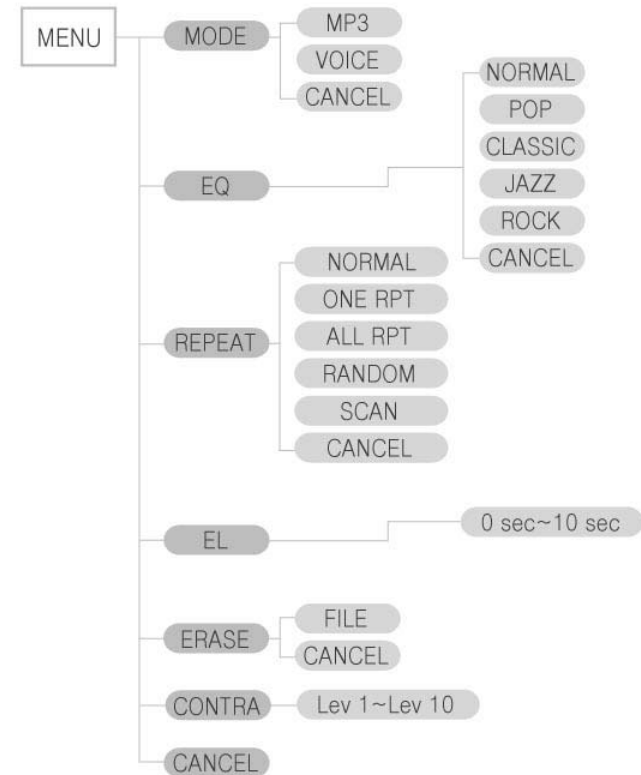 MENU
MODE
MP3
VOICE
CANCEL
EQ
NORMAL
POP
CLASSIC
JAZZ
ROCK
CANCEL
REPEAT
NORMAL
ONE RPT
ALL RPT
RANDOM
SCAN
CANCEL
EL
0 sec~10 sec
ERASE
FILE
CANCEL
CONTRA
Lev 1~Lev 10
CANCEL